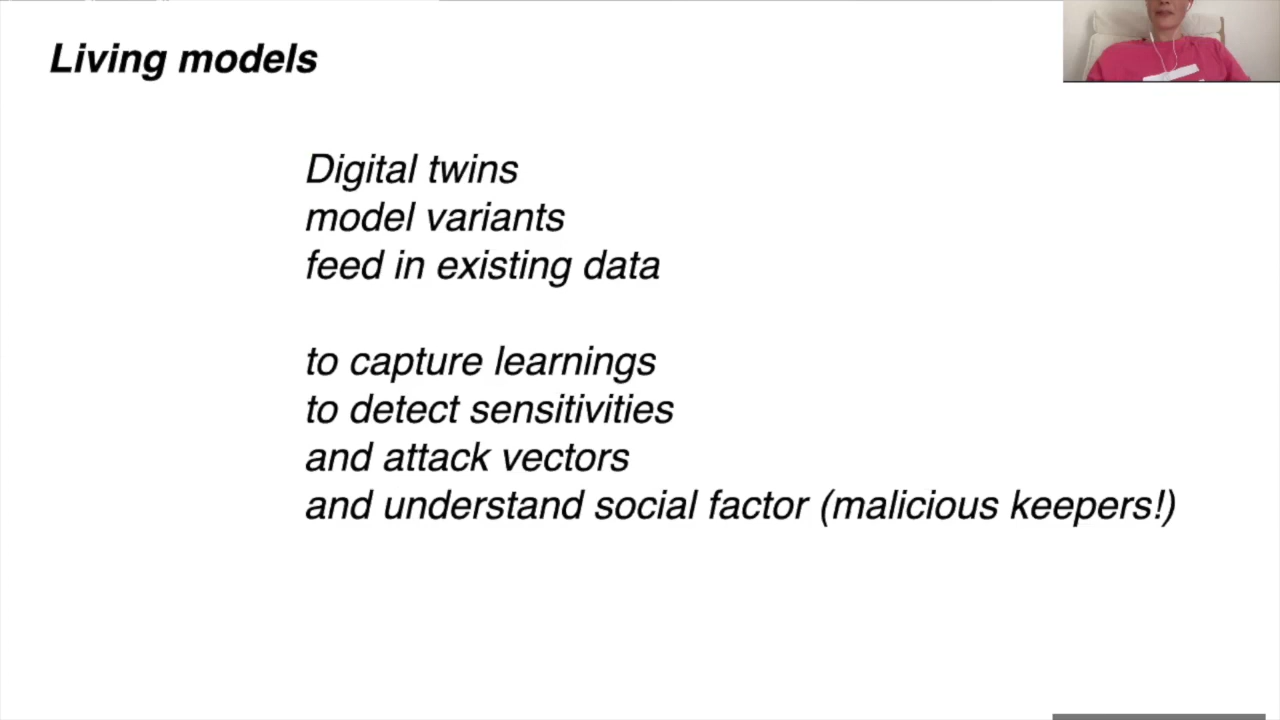 Living models
Digital twins
model variants
feed in existing data
to capture learnings
to detect sensitivities
and attack vectors
and understand social factor (malicious keepers!)